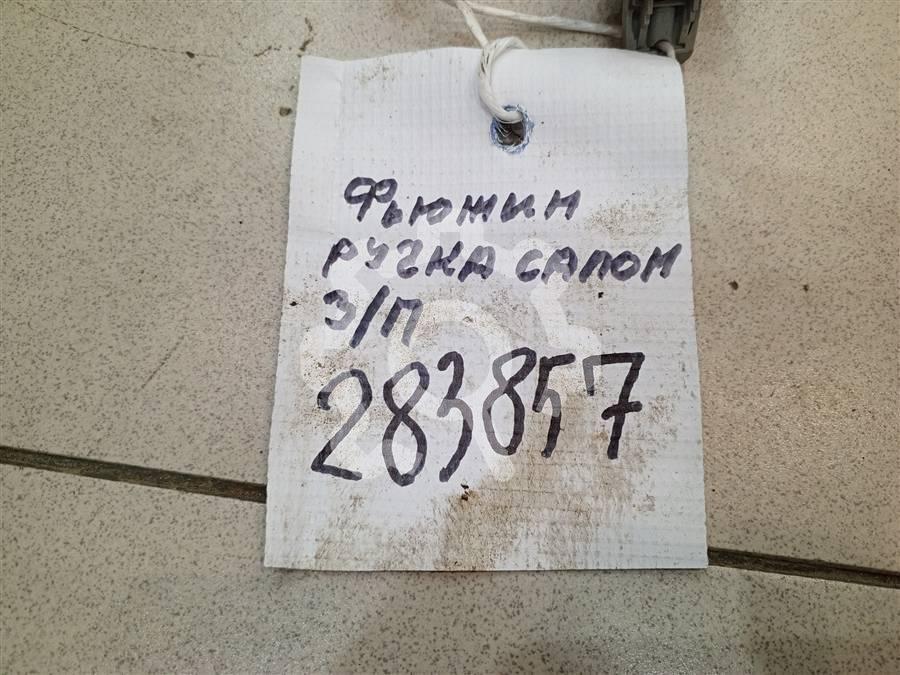 Фьюжин
ручка салон
з/п
283857